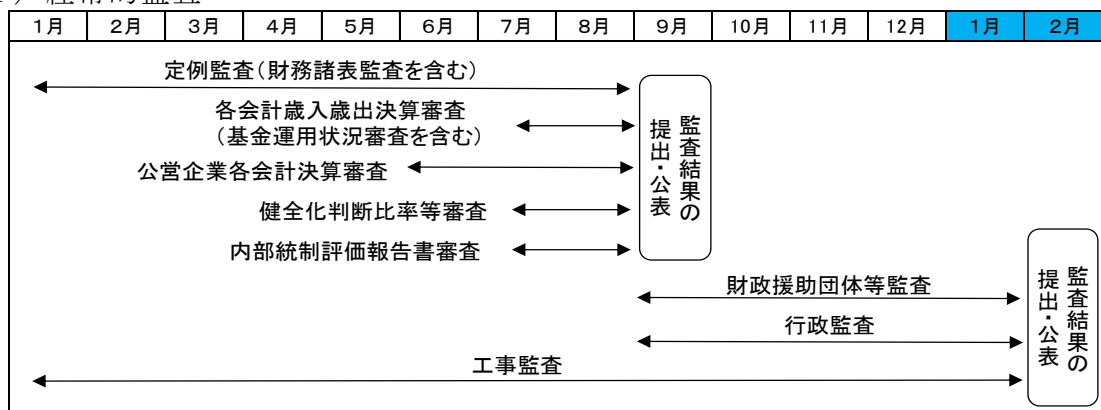 1月 2月 3月 4月 5月 6月 7月 8月 9月 10月 11月 12月 1月 2月
定例監査(財務諸表監査を含む)
各会計歳入歳出決算審査
(基金運用状況審査を含む)
公営企業各会計決算審査
健全化判断比率等審査
内部統制評価報告書審査
監査結果の
提出・公表
財政援助団体等監査
行政監査
工事監査
監査結果の
提出・公表